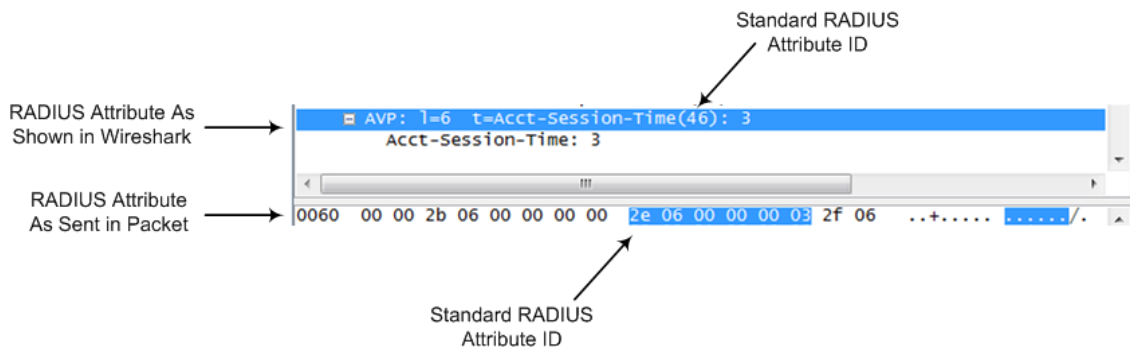 Standard RADIUS
Attribute ID
RADIUS Attribute As
Shown in Wireshark
AVP: l=6 t=Acct-Session-Time(46): 3
Acct-Session-Time: 3
RADIUS Attribute
As Sent in Packet
0060 00 00 2b 06 00 00 00 00 2e 06 00 00 00 03 2f 06 ..+..... ....../.
Standard RADIUS
Attribute ID